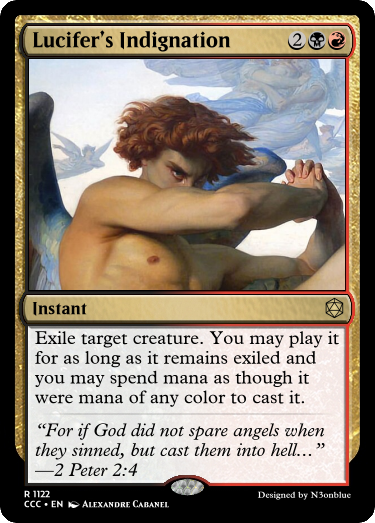 Lucifer's Indignation 2
Instant
Exile target creature. You may play it
for as long as it remains exiled and
you may spend mana as though it
were mana of any color to cast it.
“For if God did not spare angels when
they sinned, but cast them into hell…”
—2 Peter 2:4
R 1122
CCC • EN Alexandre Cabanel
Designed by N3onblue